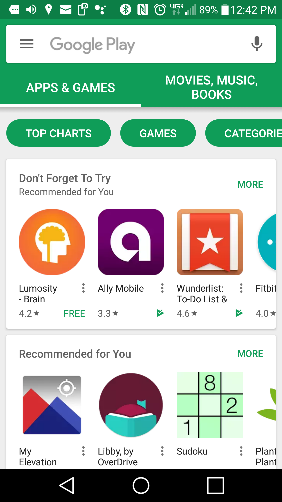 89% 12:42 PM
Google Play
APPS & GAMES
MOVIES, MUSIC,
BOOKS
TOP CHARTS
GAMES
CATEGORIE
Don't Forget To Try
Recommended for You
MORE
Lumosity
- Brain
4.2★ FREE
Ally Mobile
3.3★
Wunderlist:
To-Do List &
4.6★
Fitbit
4.0★
Recommended for You
MORE
My
Elevation
Libby, by
OverDrive
8
2
1
Sudoku
Plant
Plant